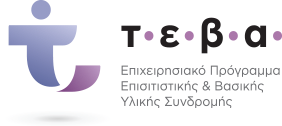 τ·ε·β·α·
Επιχειρησιακό Πρόγραμμα
Επισιτιστικής & Βασικής
Υλικής Συνδρομής